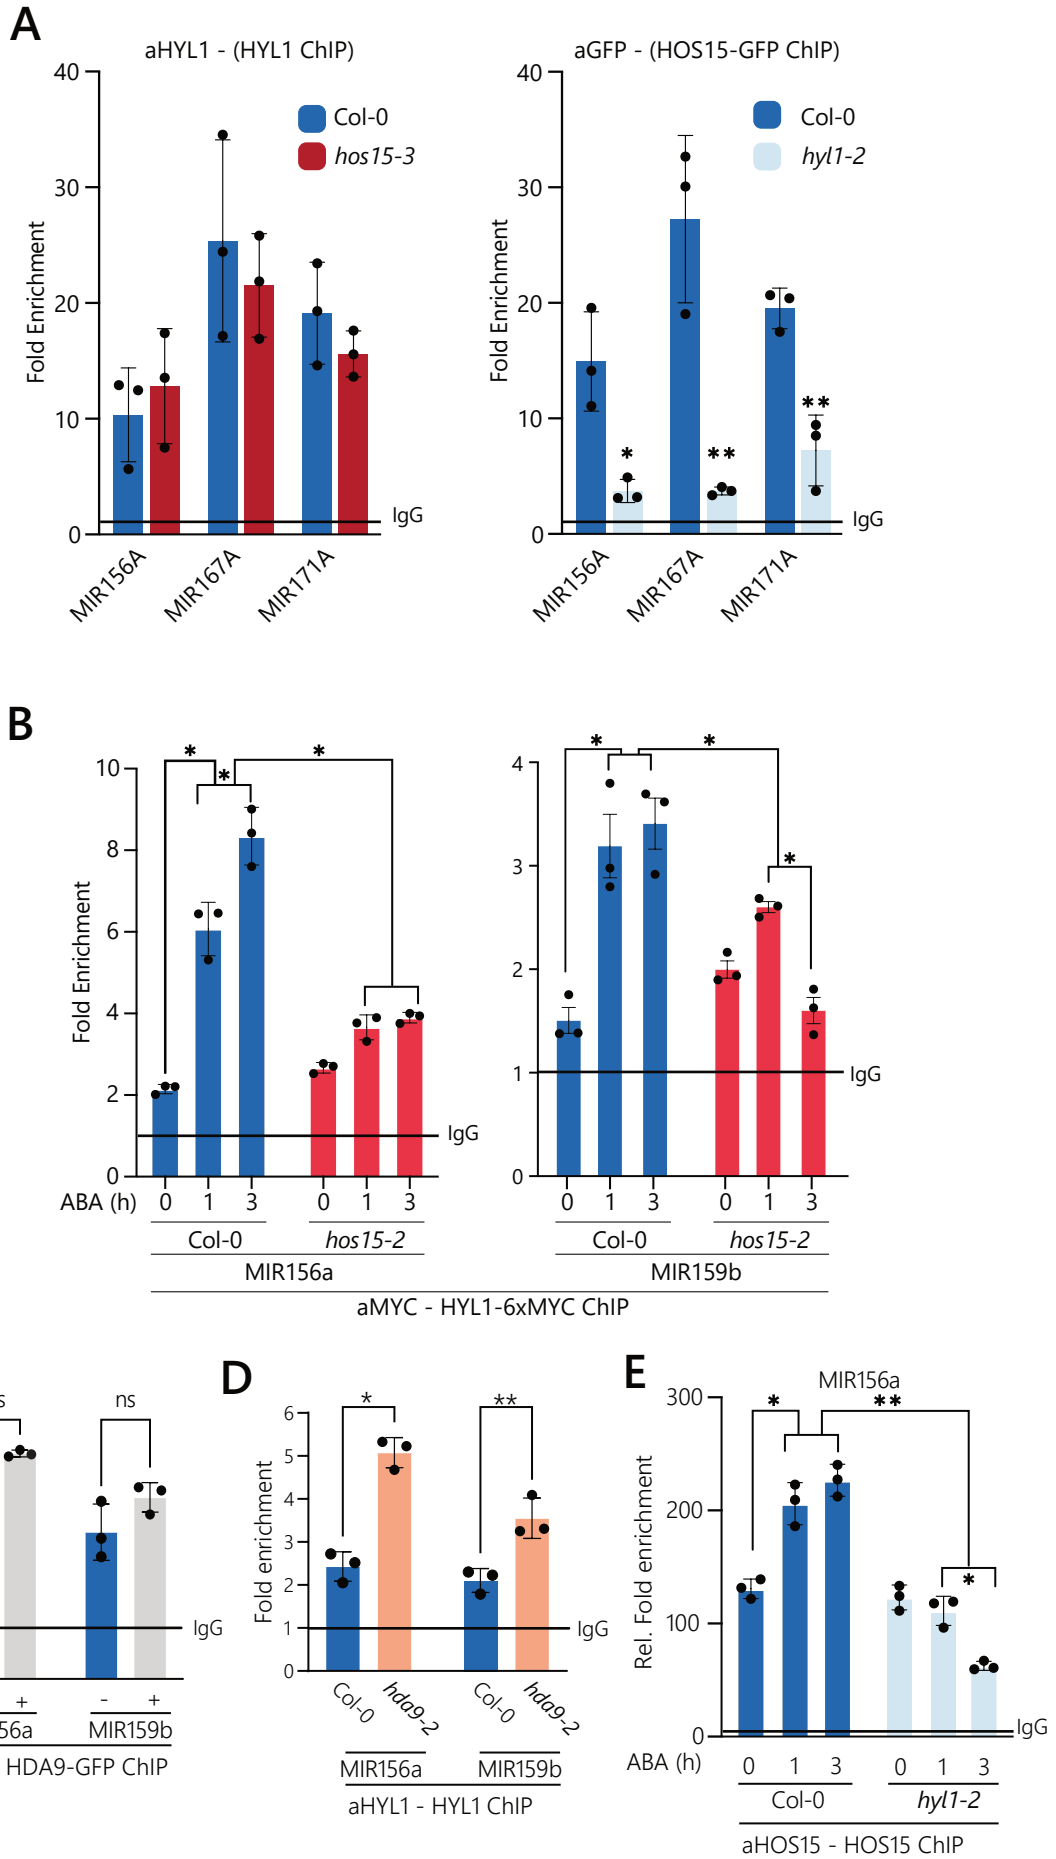 A
aHYL1 - (HYL1 ChIP)
40
30
20
10
0
Fold Enrichment
Col-0
hos15-3
IgG
MIR156A
MIR167A
MIR171A
aGFP - (HOS15-GFP ChIP)
40
30
20
10
0
Fold Enrichment
Col-0
hyl1-2
*
**
**
IgG
MIR156A
MIR167A
MIR171A
B
10
8
6
4
2
0
Fold Enrichment
*
*
*
IgG
ABA (h)
0 1 3 0 1 3
Col-0 hos15-2
MIR156a
4
3
2
1
0
*
*
*
IgG
0 1 3 0 1 3
Col-0 hos15-2
MIR159b
aMYC - HYL1-6xMYC ChIP
s
ns
IgG
+ - +
56a MIR159b
HDA9-GFP ChIP
D
6
5
4
3
2
1
0
Fold enrichment
*
**
IgG
Col-0 hda9-2 Col-0 hda9-2
MIR156a MIR159b
aHYL1 - HYL1 ChIP
E
MIR156a
300
200
100
0
Rel. Fold enrichment
*
**
*
IgG
ABA (h) 0 1 3 0 1 3
Col-0 hyl1-2
aHOS15 - HOS15 ChIP